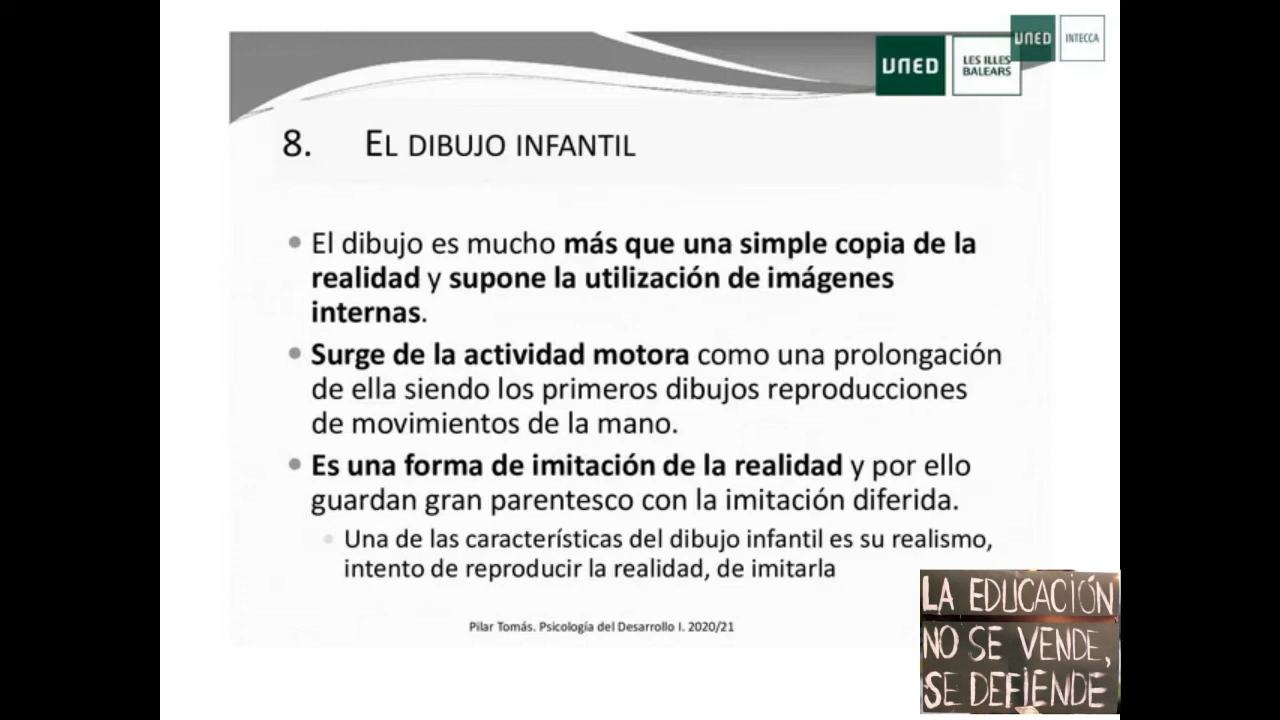 UNED
INTECCA
UNED
LES ILLES
BALEARS
8. EL DIBUJO INFANTIL
• El dibujo es mucho más que una simple copia de la
realidad y supone la utilización de imágenes
internas.
• Surge de la actividad motora como una prolongación
de ella siendo los primeros dibujos reproducciones
de movimientos de la mano.
• Es una forma de imitación de la realidad y por ello
guardan gran parentesco con la imitación diferida.
• Una de las características del dibujo infantil es su realismo,
intento de reproducir la realidad, de imitarla
Pilar Tomás. Psicología del Desarrollo I. 2020/21
LA EDUCACIÓN
NO SE VENDE,
SE DEFIENDE